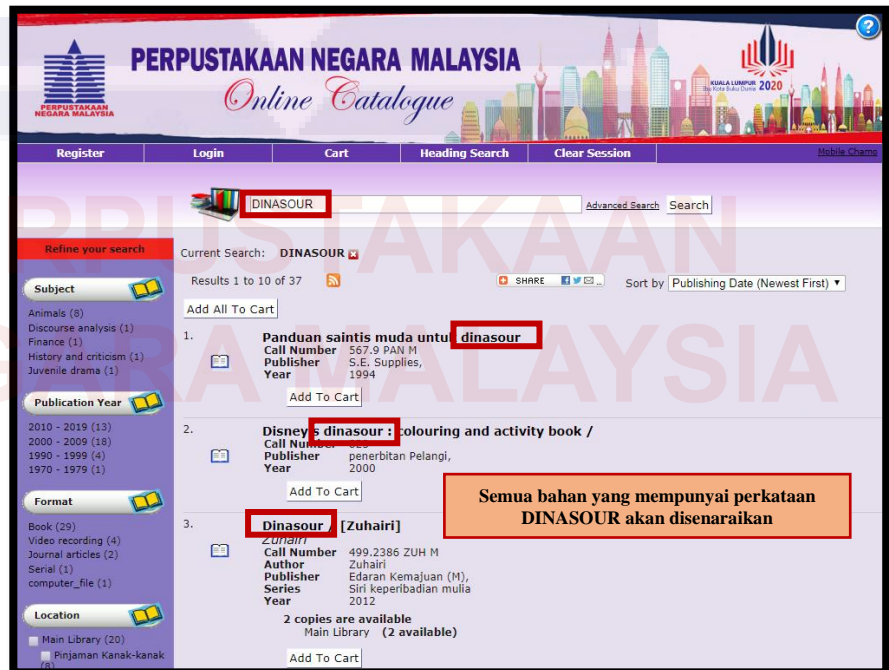 PERPUSTAKAAN NEGARA MALAYSIA
Online Catalogue
PERPUSTAKAAN
NEGARA MALAYSIA
KUALA LUMPUR 2020
Ibu Kota Buku Dunia
?
Register Login Cart Heading Search Clear Session Mobile Chamo
DINASOUR Advanced Search Search
Refine your search
Current Search: DINASOUR
Results 1 to 10 of 37 SHARE Sort by Publishing Date (Newest First)
Add All To Cart
Subject
Animals (8)
Discourse analysis (1)
Finance (1)
History and criticism (1)
Juvenile drama (1)
Publication Year
2010 - 2019 (13)
2000 - 2009 (18)
1990 - 1999 (4)
1970 - 1979 (1)
Format
Book (29)
Video recording (4)
Journal articles (2)
Serial (1)
computer_file (1)
Location
Main Library (20)
Pinjaman Kanak-kanak
(8)
1. Panduan saintis muda untuk dinasour
Call Number 567.9 PAN M
Publisher S.E. Supplies,
Year 1994
Add To Cart
2. Disney's dinasour : colouring and activity book /
Call Number
Publisher penerbitan Pelangi,
Year 2000
Add To Cart
Semua bahan yang mempunyai perkataan
DINASOUR akan disenaraikan
3. Dinasour / [Zuhairi]
Zuhairi
Call Number 499.2386 ZUH M
Author Zuhairi
Publisher Edaran Kemajuan (M),
Series Siri keperibadian mulia
Year 2012
2 copies are available
Main Library (2 available)
Add To Cart
PERPUSTAKAAN
NEGARA MALAYSIA